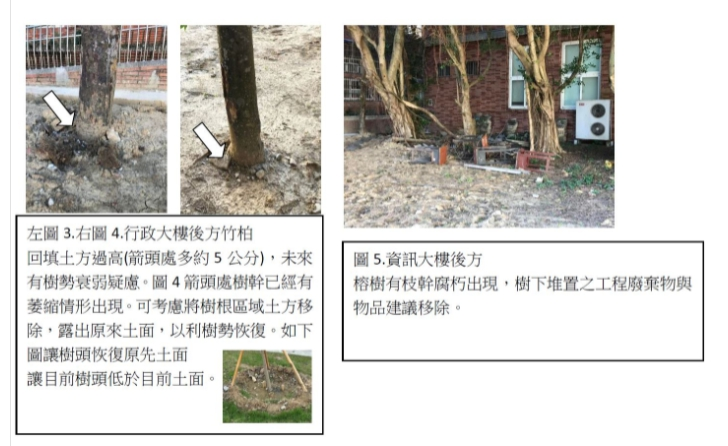 左圖 3.右圖 4.行政大樓後方竹柏
回填土方過高(箭頭處多約 5 公分)，未來
有樹勢衰弱疑慮。圖 4 箭頭處樹幹已經有
萎縮情形出現。可考慮將樹根區域土方移
除，露出原來土面，以利樹勢恢復。如下
圖讓樹頭恢復原先土面
讓目前樹頭低於目前土面。
圖 5.資訊大樓後方
榕樹有枝幹腐朽出現，樹下堆置之工程廢棄物與
物品建議移除。